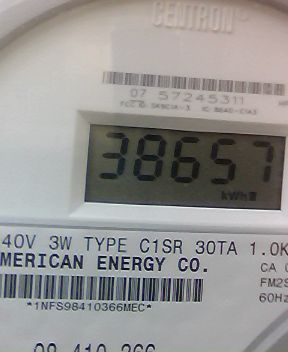 CENTRON®
07 57245311
38657
kWh
40V 3W TYPE C1SR 30TA 1.0K
MERICAN ENERGY CO.
CA
FM2S
60Hz
*1NFS98410366MEC*